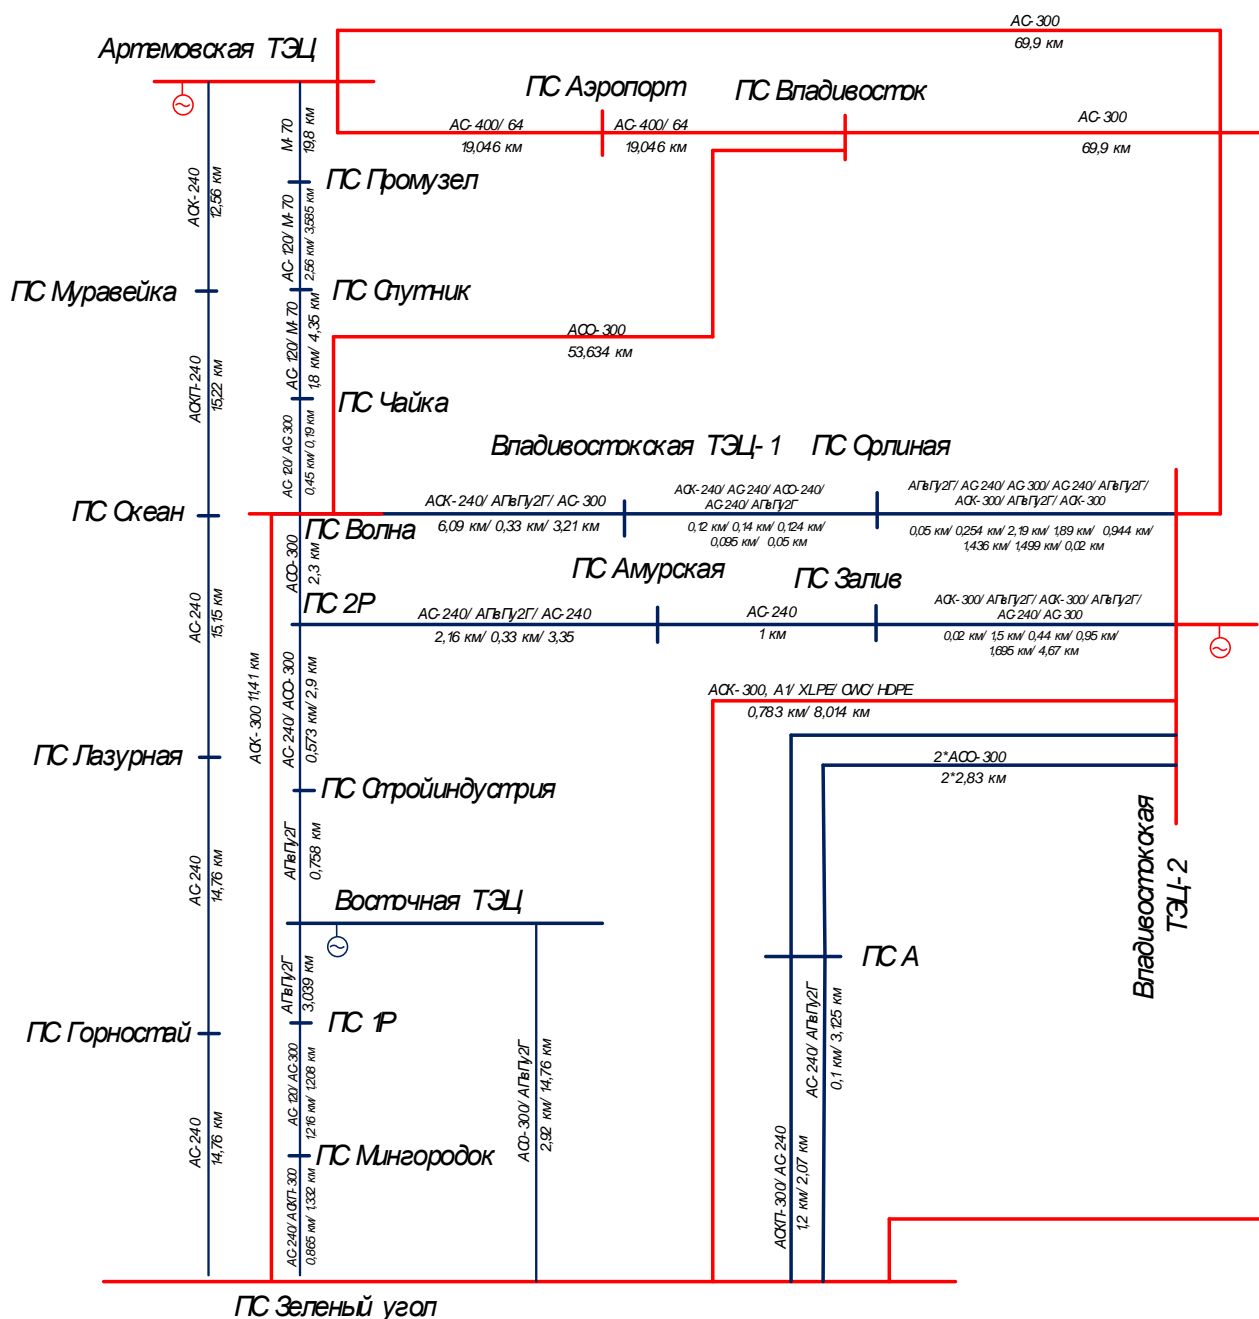 АС-300
69,9 км
Артемовская ТЭЦ
ПС Аэропорт
ПС Владивосток
АС-400/ 64
19,046 км
АС-400/ 64
19,046 км
АС-300
69,9 км
М-70
19,8 км
ПС Промузел
АСК-240
12,56 км
АС-120/ М-70
2,56 км/ 3,585 км
ПС Муравейка
ПС Спутник
АС-120/ М-70
1,8 км/ 4,35 км
АСО-300
53,634 км
АСКП-240
15,22 км
ПС Чайка
АС-120/ АС-300
0,45 км/ 0,19 км
Владивостокская ТЭЦ-1
ПС Орлиная
АСК-240/ АПвПу2Г/ АС-300
6,09 км/ 0,33 км/ 3,21 км
АСК-240/ АС-240/ АСО-240/
АС-240/ АПвПу2Г
0,12 км/ 0,14 км/ 0,124 км/
0,095 км/ 0,05 км
АПвПу2Г/ АС-240/ АС-300/ АС-240/ АПвПу2Г/
АСК-300/ АПвПу2Г/ АСК-300
0,05 км/ 0,254 км/ 2,19 км/ 1,89 км/ 0,944 км/
1,436 км/ 1,499 км/ 0,02 км
ПС Океан
ПС Волна
АСО-300
2,3 км
ПС Амурская
ПС Залив
ПС 2Р
АС-240/ АПвПу2Г/ АС-240
2,16 км/ 0,33 км/ 3,35
АС-240
1 км
АСК-300/ АПвПу2Г/ АСК-300/ АПвПу2Г/
АС-240/ АС-300
0,02 км/ 1,5 км/ 0,44 км/ 0,95 км/
1,695 км/ 4,67 км
АС-240
15,15 км
АСК-300 11,41 км
АС-240/ АСО-300
0,573 км/ 2,9 км
АСК-300, А1/ XLPE/ CWC/ HDPE
0,783 км/ 8,014 км
ПС Лазурная
2*АСО-300
2*2,83 км
ПС Стройиндустрия
АПвПу2Г
0,758 км
Владивостокская
ТЭЦ-2
АС-240
14,76 км
Восточная ТЭЦ
ПС А
АПвПу2Г
3,039 км
ПС 1Р
ПС Горностай
АС-120/ АС-300
1,216 км/ 1,208 км
АСО-300/ АПвПу2Г
2,92 км/ 14,76 км
АС-240/ АПвПу2Г
0,1 км/ 3,125 км
АС-240
14,76 км
ПС Мингородок
АС-240/ АСКП-300
0,865 км/ 1,332 км
АСКП-300/ АС-240
1,2 км/ 2,07 км
ПС Зеленый угол